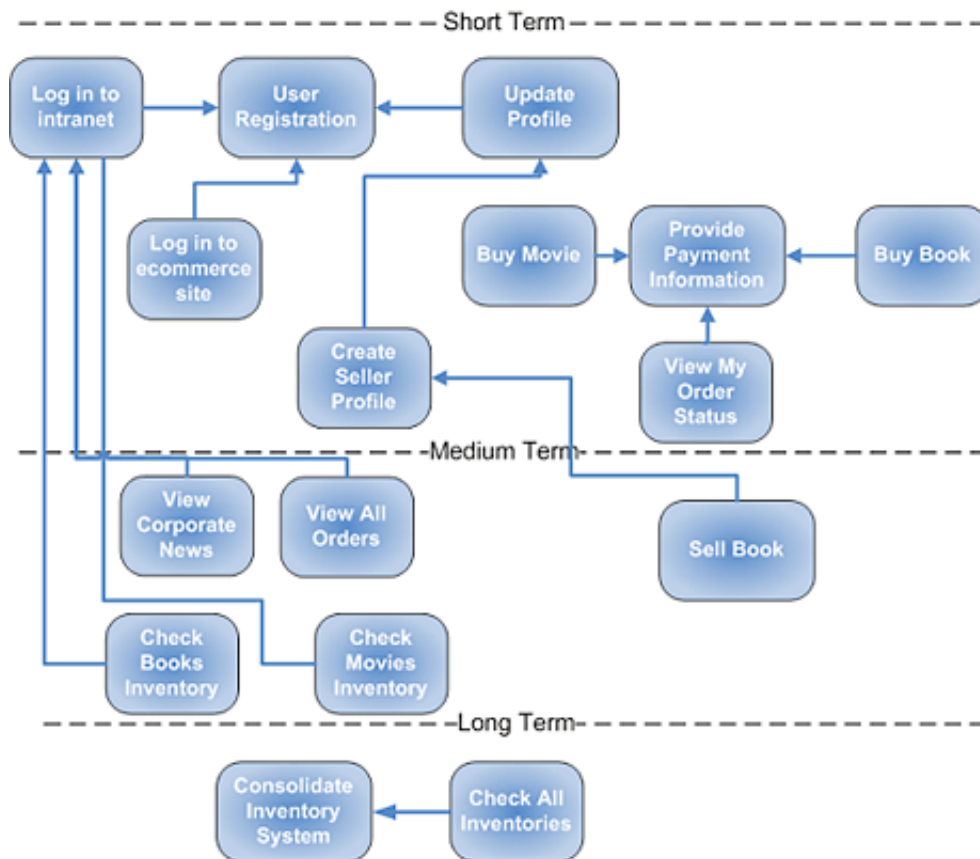 Short Term
Log in to
intranet
User
Registration
Update
Profile
Log in to
ecommerce
site
Buy Movie
Provide
Payment
Information
Buy Book
Create
Seller
Profile
View My
Order
Status
Medium Term
View
Corporate
News
View All
Orders
Sell Book
Check
Books
Inventory
Check
Movies
Inventory
Long Term
Consolidate
Inventory
System
Check All
Inventories